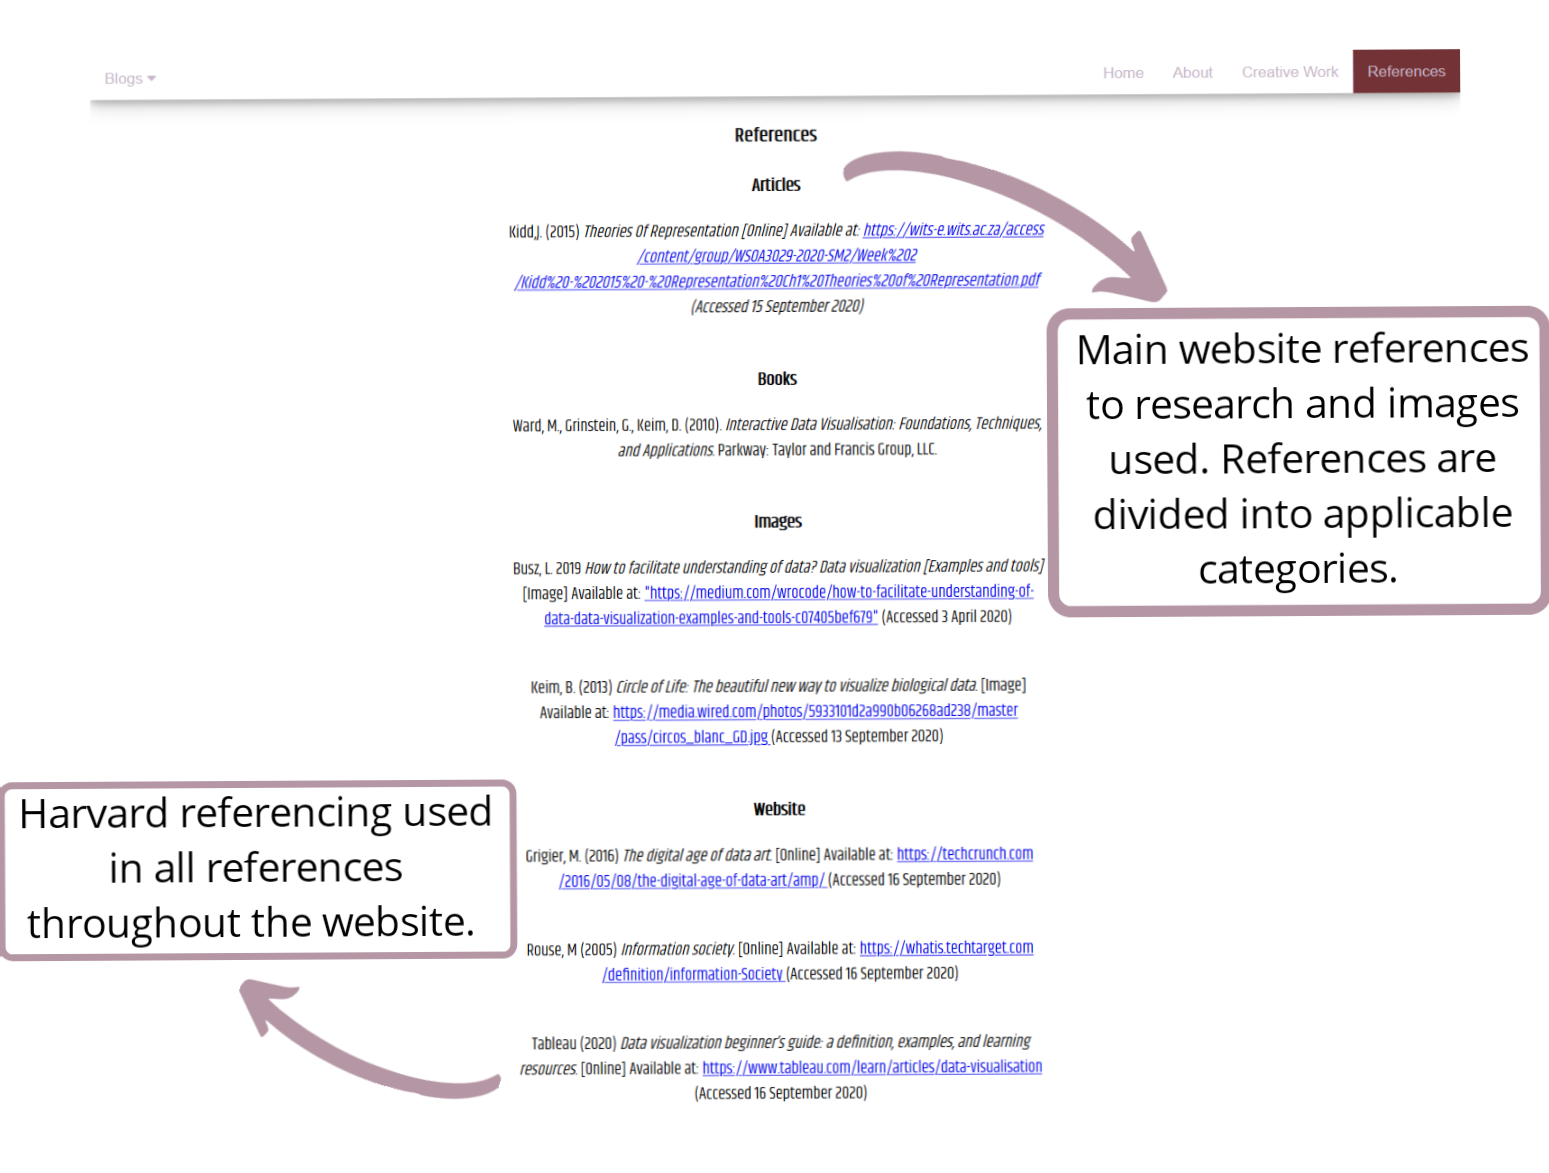 Blogs
Home About Creative Work References
References
Articles
Kidd,J. (2015) Theories Of Representation [Online] Available at: https://wits-e.wits.ac.za/access
/content/group/WSOA3029-2020-SM2/Week%202
/Kidd%20-%202015%20-%20Representation%20Ch1%20Theories%20of%20Representation.pdf
(Accessed 15 September 2020)
Main website references
to research and images
used. References are
divided into applicable
categories.
Books
Ward, M., Grinstein, G., Keim, D. (2010). Interactive Data Visualisation: Foundations, Techniques,
and Applications. Parkway: Taylor and Francis Group, LLC.
Images
Busz, L. 2019 How to facilitate understanding of data? Data visualization [Examples and tools]
[Image] Available at: "https://medium.com/wrocode/how-to-facilitate-understanding-of-
data-data-visualization-examples-and-tools-c07405bef679" (Accessed 3 April 2020)
Keim, B. (2013) Circle of Life: The beautiful new way to visualize biological data. [Image]
Available at: https://media.wired.com/photos/5933101d2a990b06268ad238/master
/pass/circos_blanc_GD.jpg (Accessed 13 September 2020)
Harvard referencing used
in all references
throughout the website.
Website
Grigier, M. (2016) The digital age of data art. [Online] Available at: https://techcrunch.com
/2016/05/08/the-digital-age-of-data-art/amp/ (Accessed 16 September 2020)
Rouse, M (2005) Information society. [Online] Available at: https://whatis.techtarget.com
/definition/information-Society (Accessed 16 September 2020)
Tableau (2020) Data visualization beginner's guide: a definition, examples, and learning
resources. [Online] Available at: https://www.tableau.com/learn/articles/data-visualisation
(Accessed 16 September 2020)